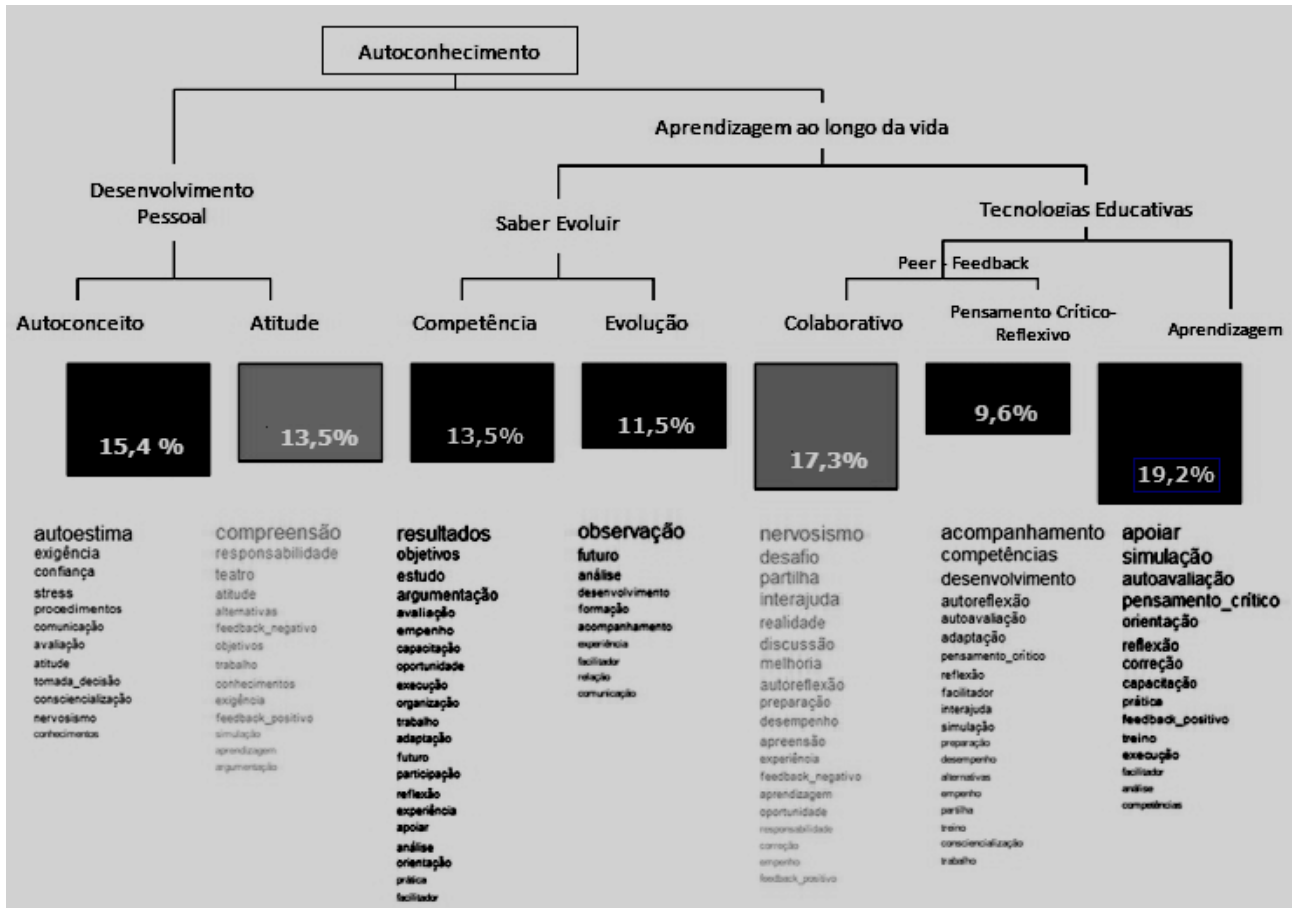 Autoconhecimento
Aprendizagem ao longo da vida
Desenvolvimento
Pessoal
Saber Evoluir
Tecnologias Educativas
Peer - Feedback
Autoconceito
Atitude
Competência
Evolução
Colaborativo
Pensamento Crítico-
Reflexivo
Aprendizagem
15,4 %
13,5%
13,5%
11,5%
17,3%
9,6%
19,2%
autoestima
exigência
confiança
stress
procedimentos
comunicação
avaliação
atitude
tomada_decisão
consciencialização
nervosismo
conhecimentos
compreensão
responsabilidade
teatro
atitude
alternativas
feedback_negativo
objetivos
trabalho
conhecimentos
exigência
feedback_positivo
simulação
aprendizagem
argumentação
resultados
objetivos
estudo
argumentação
avaliação
empenho
capacitação
oportunidade
execução
organização
trabalho
adaptação
futuro
participação
reflexão
experiência
apoiar
análise
orientação
prática
facilitador
observação
futuro
análise
desenvolvimento
formação
acompanhamento
experiência
facilitador
relação
comunicação
nervosismo
desafio
partilha
interajuda
realidade
discussão
melhoria
autoreflexão
preparação
desempenho
apreensão
experiência
feedback_negativo
aprendizagem
oportunidade
responsabilidade
correção
empenho
feedback_positivo
acompanhamento
competências
desenvolvimento
autoreflexão
autoavaliação
adaptação
pensamento_crítico
reflexão
facilitador
interajuda
simulação
preparação
desempenho
alternativas
empenho
partilha
treino
consciencialização
trabalho
apoiar
simulação
autoavaliação
pensamento_crítico
orientação
reflexão
correção
capacitação
prática
feedback_positivo
treino
execução
facilitador
análise
competências